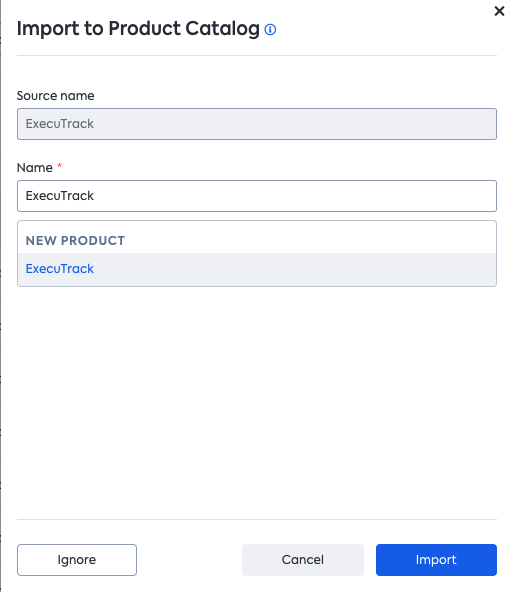 Import to Product Catalog
Source name
ExecuTrack
Name *
ExecuTrack
NEW PRODUCT
ExecuTrack
Ignore
Cancel
Import